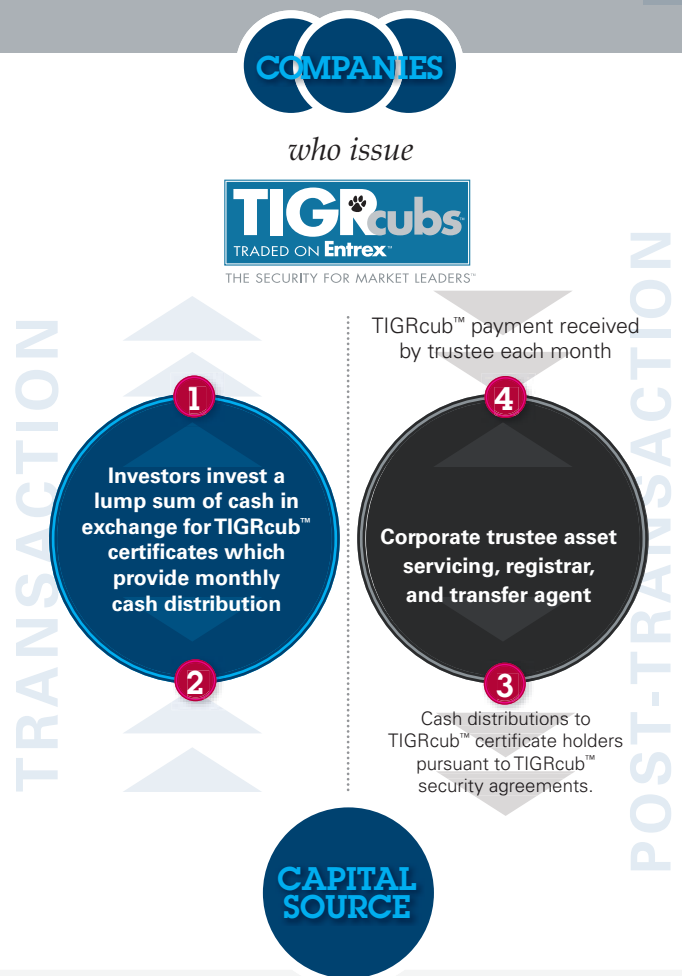 COMPANIES
who issue
TIGRcubs™
TRADED ON Entrex™
THE SECURITY FOR MARKET LEADERS™
TRANSACTION
1
Investors invest a
lump sum of cash in
exchange for TIGRcub™
certificates which
provide monthly
cash distribution
2
POST-TRANSACTION
TIGRcub™ payment received
by trustee each month
4
Corporate trustee asset
servicing, registrar,
and transfer agent
3
Cash distributions to
TIGRcub™ certificate holders
pursuant to TIGRcub™
security agreements.
CAPITAL
SOURCE